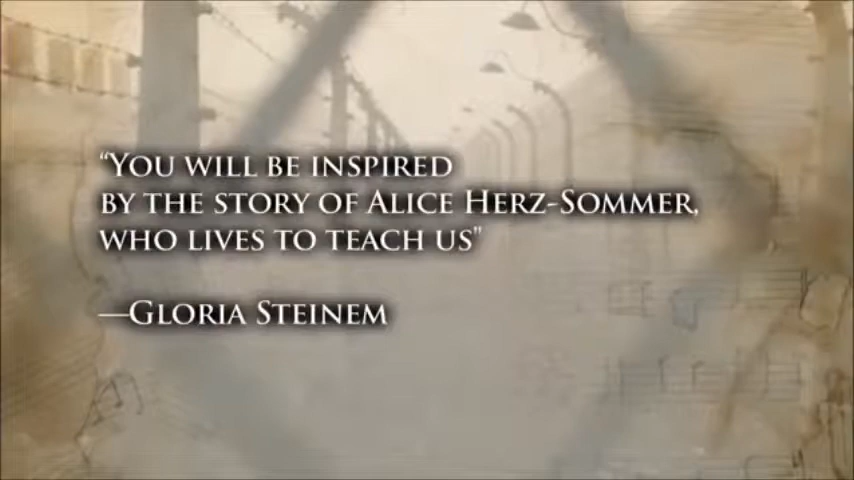 “You will be inspired
by the story of Alice Herz-Sommer,
who lives to teach us”
—Gloria Steinem